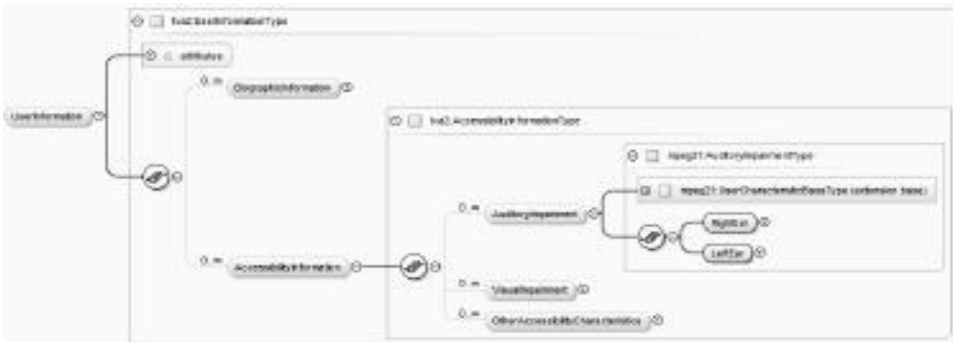 tva2:UserInformationType
attributes
0..∞
BiographicInformation
UserInformation
tva2:AccessibilityInformationType
mpeg21:AuditoryImpairmentType
mpeg21:UserCharacteristicBaseType (extension base)
0..∞
AuditoryImpairment
RightEar
LeftEar
0..∞
AccessibilityInformation
0..∞
VisualImpairment
0..∞
OtherAccessibilityCharacteristics